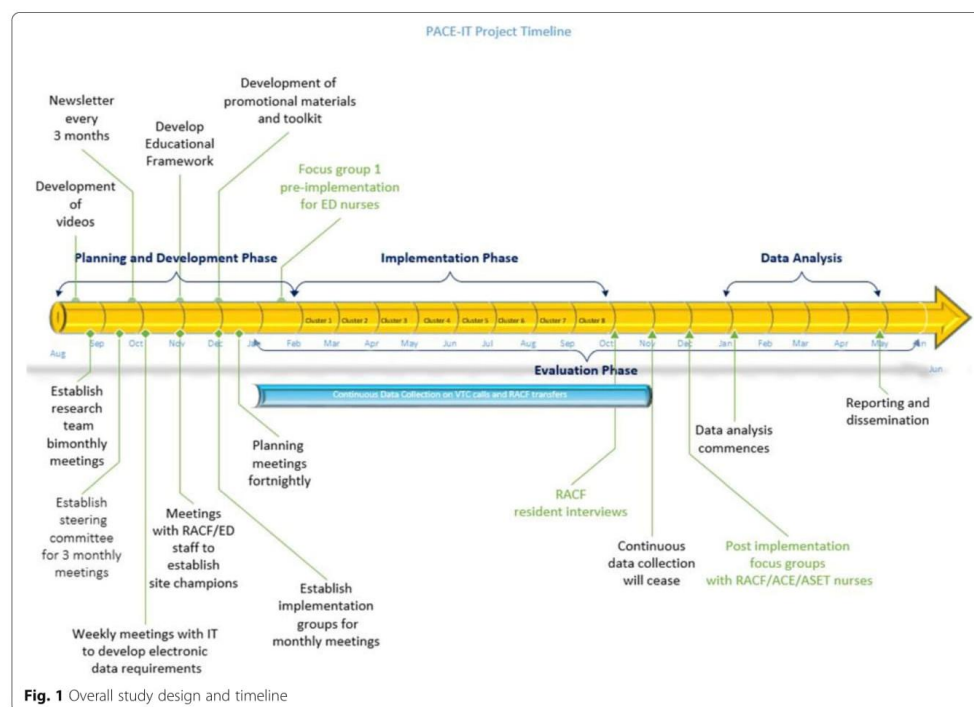 PACE-IT Project Timeline
Newsletter
every
3 months
Development of
promotional materials
and toolkit
Develop
Educational
Framework
Focus group 1
pre-implementation
for ED nurses
Development
of
videos
Planning and Development Phase
Implementation Phase
Data Analysis
Cluster 1
Cluster 2
Cluster 3
Cluster 4
Cluster 5
Cluster 6
Cluster 7
Cluster 8
Aug
Sep
Oct
Nov
Dec
Jan
Feb
Mar
Apr
May
Jun
Jul
Aug
Sep
Oct
Nov
Dec
Jan
Feb
Mar
Apr
May
Jun
Evaluation Phase
Continuous Data Collection on VTC calls and RACF transfers
Establish
research
team
bimonthly
meetings
Planning
meetings
fortnightly
Data analysis
commences
Reporting and
dissemination
Establish
steering
committee
for 3 monthly
meetings
Meetings
with RACF/ED
staff to
establish
site champions
RACF
resident interviews
Continuous
data collection
will cease
Post implementation
focus groups
with RACF/ACE/ASET nurses
Establish
implementation
groups for
monthly meetings
Weekly meetings with IT
to develop electronic
data requirements
Fig. 1 Overall study design and timeline